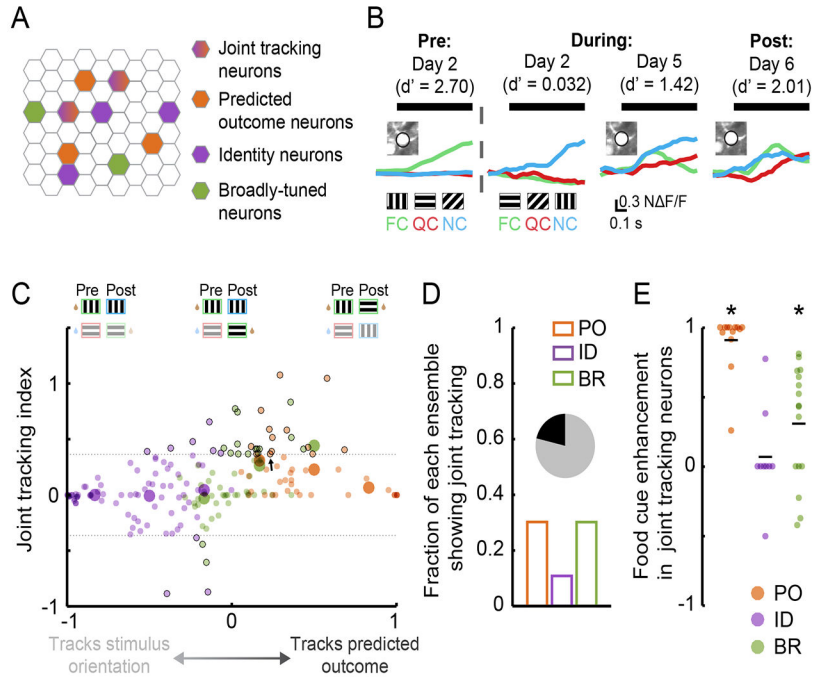 A
Joint tracking
neurons
Predicted
outcome neurons
Identity neurons
Broadly-tuned
neurons
B
Pre: During: Post:
Day 2 Day 2 Day 5 Day 6
(d' = 2.70) (d' = 0.032) (d' = 1.42) (d' = 2.01)
FC QC NC FC QC NC
0.3 NΔF/F
0.1 s
C
Pre Post Pre Post Pre Post
Joint tracking index
1
0
-1
-1 0 1
Tracks stimulus
orientation
Tracks predicted
outcome
D
PO
ID
BR
Fraction of each ensemble
showing joint tracking
1
0.8
0.6
0.4
0.2
0
E
* *
Food cue enhancement
in joint tracking neurons
1
0
-1
PO
ID
BR